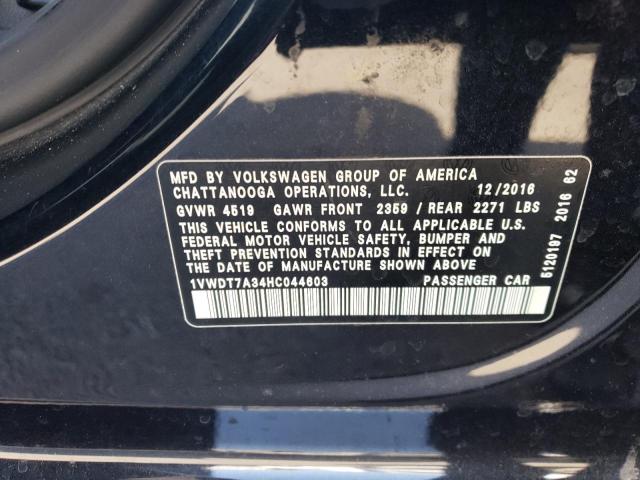 MFD BY VOLKSWAGEN GROUP OF AMERICA
CHATTANOOGA OPERATIONS, LLC. 12/2016
GVWR 4519 GAWR FRONT 2359 / REAR 2271 LBS
THIS VEHICLE CONFORMS TO ALL APPLICABLE U.S.
FEDERAL MOTOR VEHICLE SAFETY, BUMPER AND
THEFT PREVENTION STANDARDS IN EFFECT ON
THE DATE OF MANUFACTURE SHOWN ABOVE
1VWDT7A34HC044603 PASSENGER CAR
5120197 2016 62